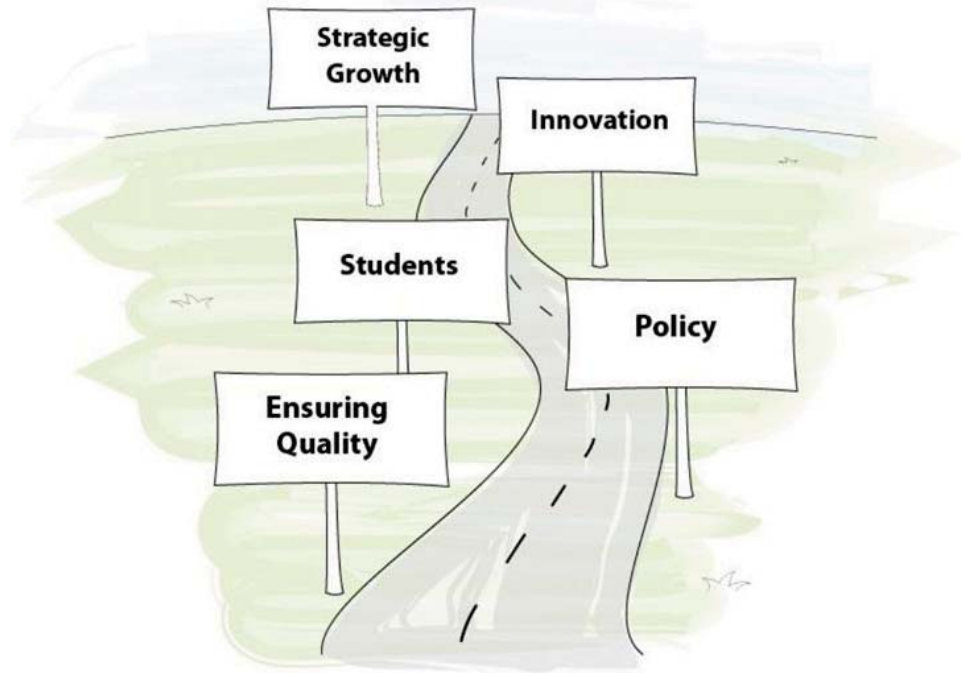 Strategic
Growth
Innovation
Students
Policy
Ensuring
Quality